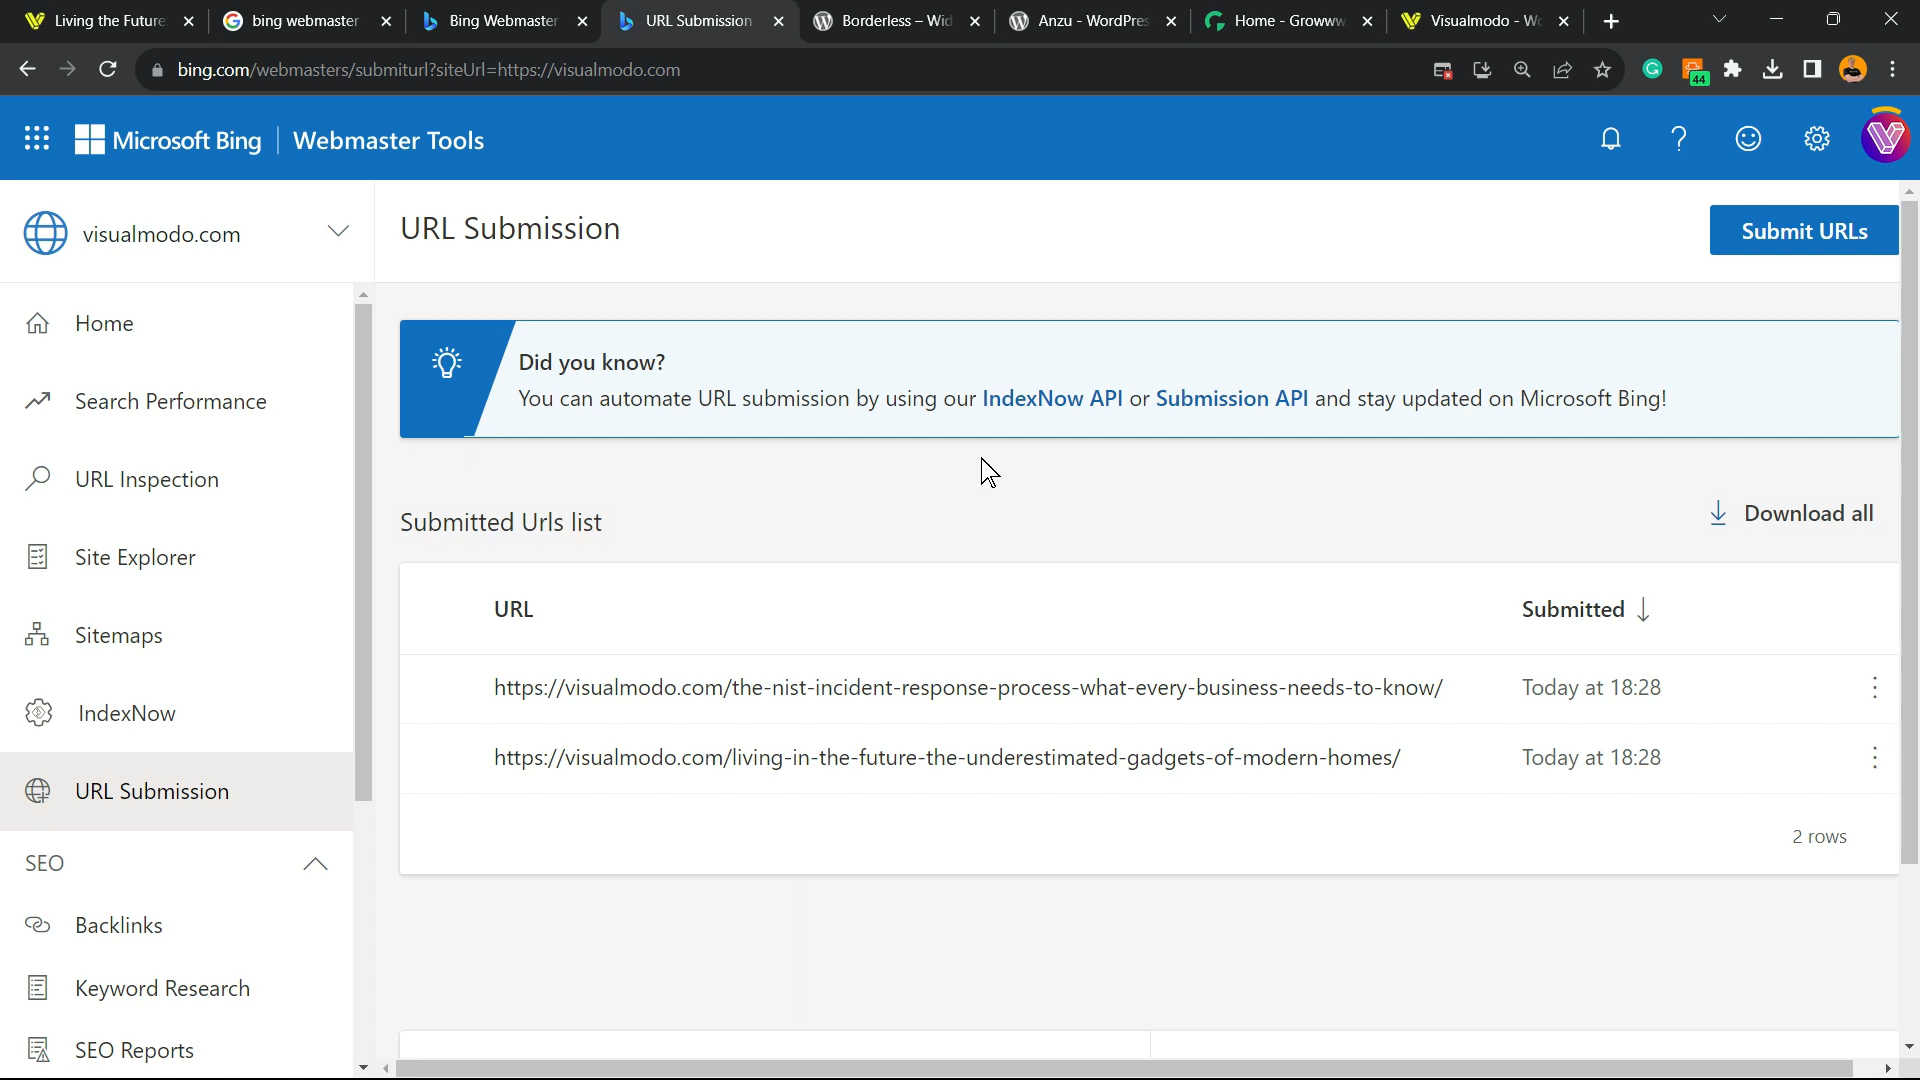 Living the Future
bing webmaster
Bing Webmaster
URL Submission
Borderless – Wid
Anzu - WordPres
Home - Growww
Visualmodo - Wo
bing.com/webmasters/submiturl?siteUrl=https://visualmodo.com
44
Microsoft Bing
Webmaster Tools
visualmodo.com
URL Submission
Submit URLs
Home
Search Performance
URL Inspection
Site Explorer
Sitemaps
IndexNow
URL Submission
SEO
Backlinks
Keyword Research
SEO Reports
Did you know?
You can automate URL submission by using our IndexNow API or Submission API and stay updated on Microsoft Bing!
Submitted Urls list
Download all
URL
Submitted
https://visualmodo.com/the-nist-incident-response-process-what-every-business-needs-to-know/
Today at 18:28
https://visualmodo.com/living-in-the-future-the-underestimated-gadgets-of-modern-homes/
Today at 18:28
2 rows